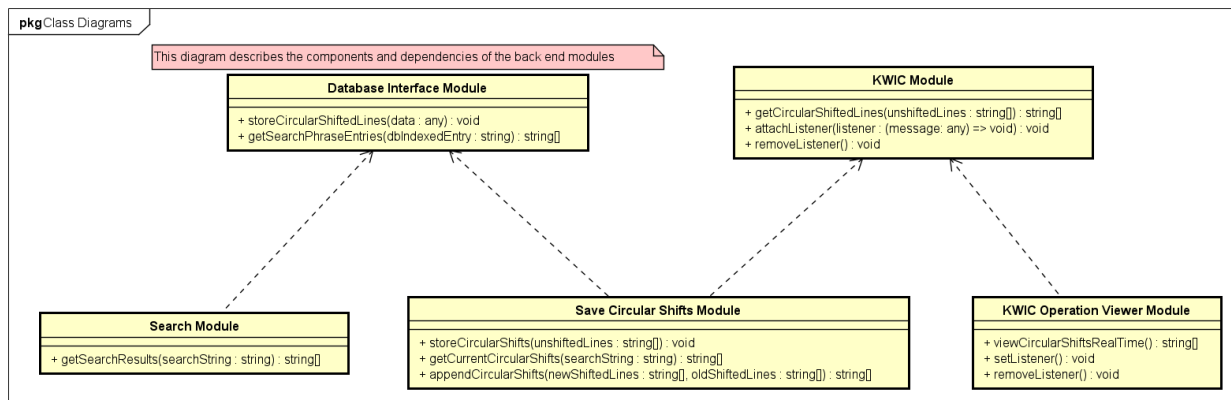 pkg Class Diagrams
This diagram describes the components and dependencies of the back end modules
Database Interface Module
+ storeCircularShiftedLines(data : any) : void
+ getSearchPhraseEntries(dbIndexedEntry : string) : string[]
KWIC Module
+ getCircularShiftedLines(unshiftedLines : string[]) : string[]
+ attachListener(listener : (message: any) => void) : void
+ removeListener() : void
Search Module
+ getSearchResults(searchString : string) : string[]
Save Circular Shifts Module
+ storeCircularShifts(unshiftedLines : string[]) : void
+ getCurrentCircularShifts(searchString : string) : string[]
+ appendCircularShifts(newShiftedLines : string[], oldShiftedLines : string[]) : string[]
KWIC Operation Viewer Module
+ viewCircularShiftsRealTime() : string[]
+ setListener() : void
+ removeListener() : void